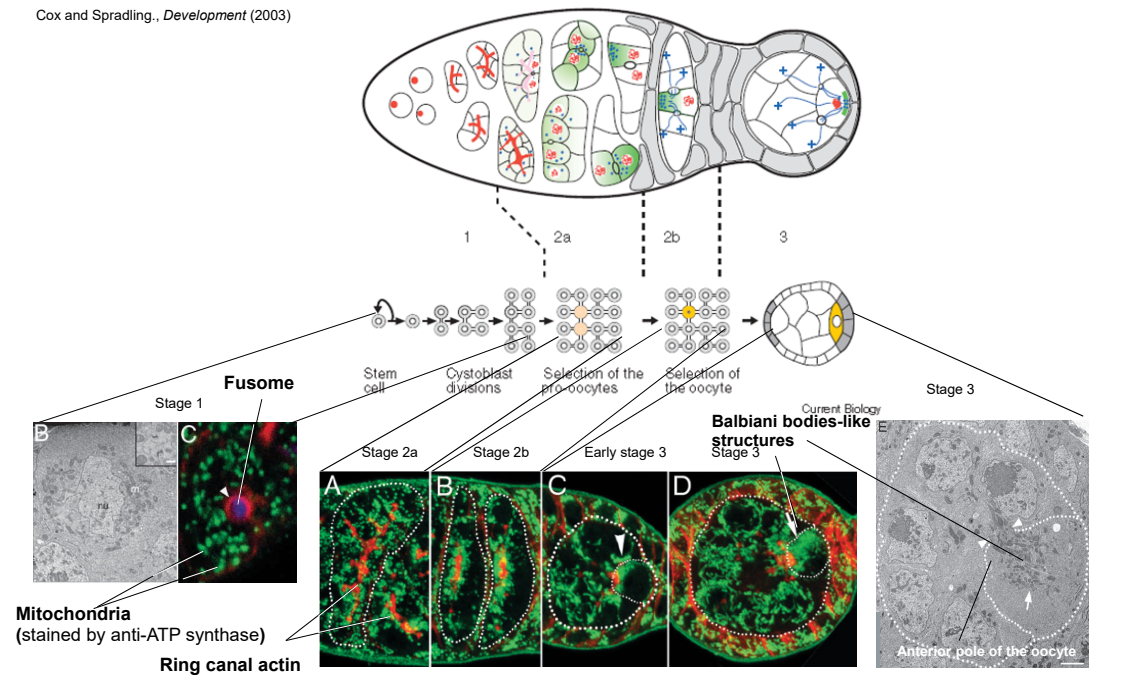 Cox and Spradling., Development (2003)
1
2a
2b
3
Stem
cell
Cystoblast
divisions
Selection of the
pro-oocytes
Selection of
the oocyte
Current Biology
Fusome
Stage 1
Stage 3
Balbiani bodies-like
structures
Stage 2a
Stage 2b
Early stage 3
Stage 3
B
nu
m
C
A
B
C
D
E
Mitochondria
(stained by anti-ATP synthase)
Ring canal actin
Anterior pole of the oocyte